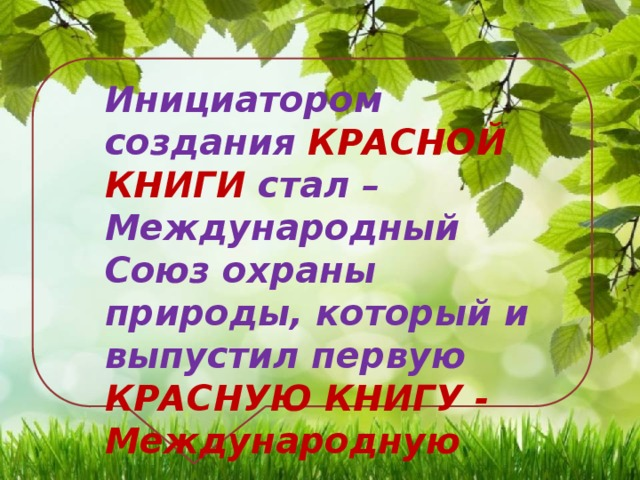 Инициатором
создания КРАСНОЙ
КНИГИ стал –
Международный
Союз охраны
природы, который и
выпустил первую
КРАСНУЮ КНИГУ -
Международную